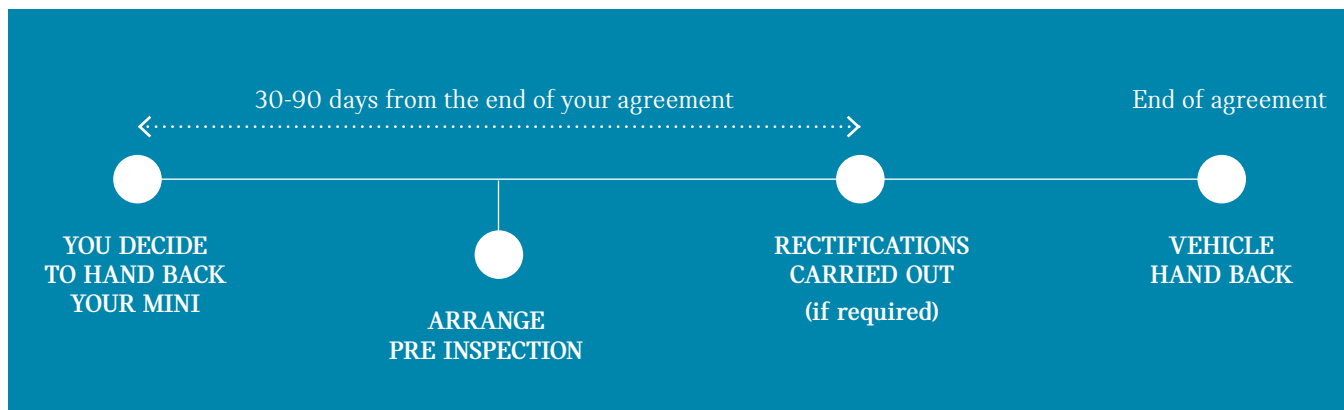 30-90 days from the end of your agreement
End of agreement
YOU DECIDE
TO HAND BACK
YOUR MINI
ARRANGE
PRE INSPECTION
RECTIFICATIONS
CARRIED OUT
(if required)
VEHICLE
HAND BACK